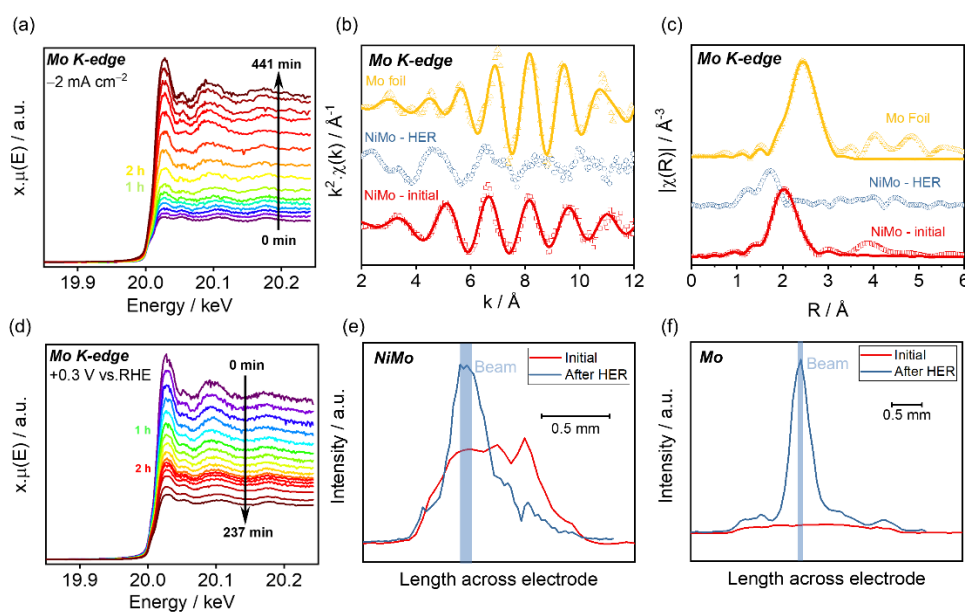 (a)
Mo K-edge
−2 mA cm⁻²
441 min
2 h
1 h
0 min
x.μ(E) / a.u.
19.9 20.0 20.1 20.2
Energy / keV
(b)
Mo K-edge
Mo foil
NiMo - HER
NiMo - initial
k² χ(k) / Å⁻¹
2 4 6 8 10 12
k / Å
(c)
Mo K-edge
Mo Foil
NiMo - HER
NiMo - initial
|χ(R)| / Å⁻³
0 1 2 3 4 5 6
R / Å
(d)
Mo K-edge
+0.3 V vs.RHE
0 min
1 h
2 h
237 min
x.μ(E) / a.u.
19.9 20.0 20.1 20.2
Energy / keV
(e)
NiMo
Initial
After HER
Beam
0.5 mm
Intensity / a.u.
Length across electrode
(f)
Mo
Initial
After HER
Beam
0.5 mm
Intensity / a.u.
Length across electrode